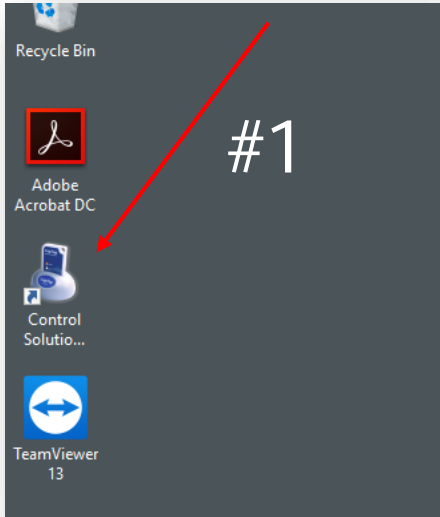 Recycle Bin
#1
Adobe
Acrobat DC
Control
Solutio...
TeamViewer
13